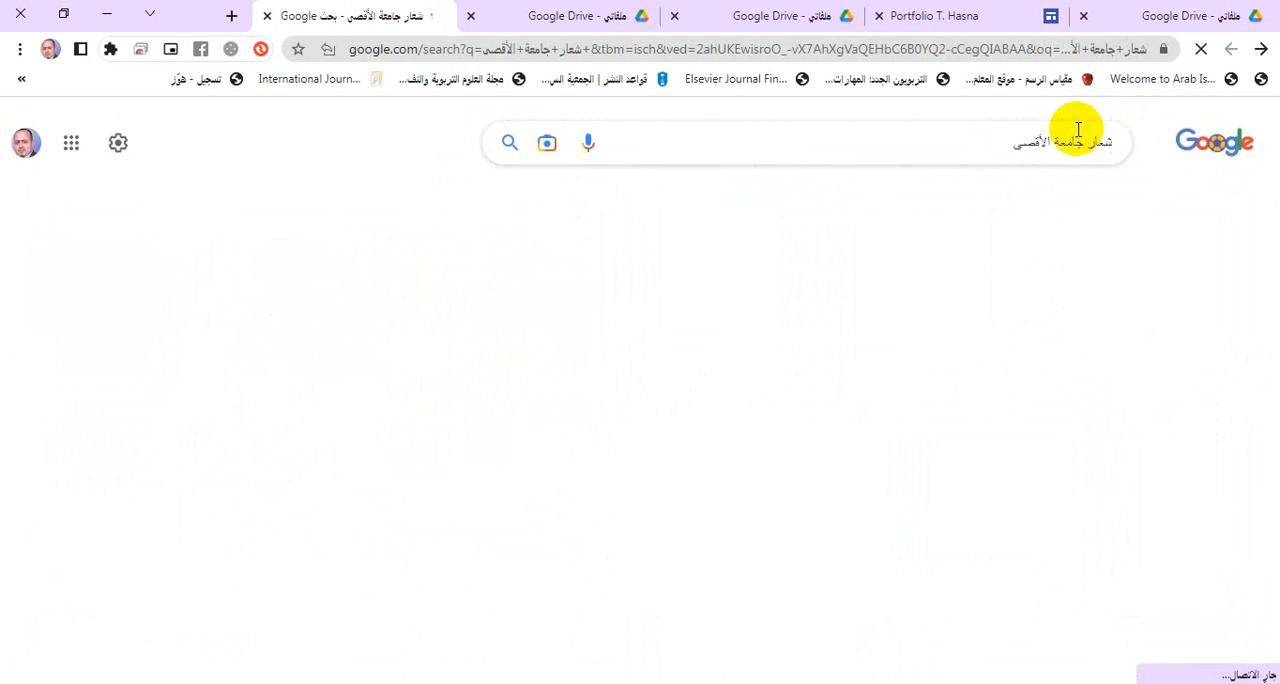 شعار جامعة الأقصى - بحث Google
ملفاتي - Google Drive
ملفاتي - Google Drive
Portfolio T. Hasna
ملفاتي - Google Drive
google.com/search?q=شعار+جامعة+الأقصى+&tbm=isch&ved=2ahUKEwisroO_-vX7AhXgVaQEHbC6B0YQ2-cCegQIABAA&oq=شعار+جامعة+الأ...
Welcome to Arab Is...
مقياس الرسم - موقع المعلم...
التربويون الجدد: المهارات...
Elsevier Journal Fin...
قواعد النشر | الجمعية الس...
مجلة العلوم التربوية والنف...
International Journ...
تسجيل - هوّز
«
Google
شعار جامعة الأقصى
جارٍ الاتصال...